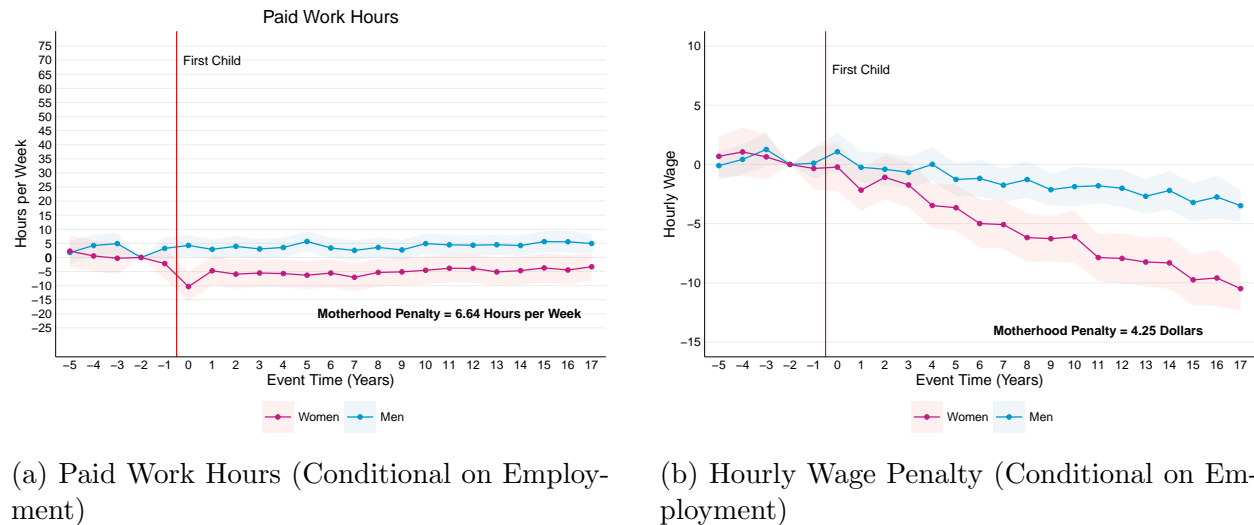 Paid Work Hours
75
70
65
60
55
50
45
40
35
30
25
20
15
10
5
0
−5
−10
−15
−20
−25
Hours per Week
First Child
Motherhood Penalty = 6.64 Hours per Week
−5 −4 −3 −2 −1 0 1 2 3 4 5 6 7 8 9 10 11 12 13 14 15 16 17
Event Time (Years)
Women Men
(a) Paid Work Hours (Conditional on Employ-
ment)
10
5
0
−5
−10
−15
Hourly Wage
First Child
Motherhood Penalty = 4.25 Dollars
−5 −4 −3 −2 −1 0 1 2 3 4 5 6 7 8 9 10 11 12 13 14 15 16 17
Event Time (Years)
Women Men
(b) Hourly Wage Penalty (Conditional on Em-
ployment)